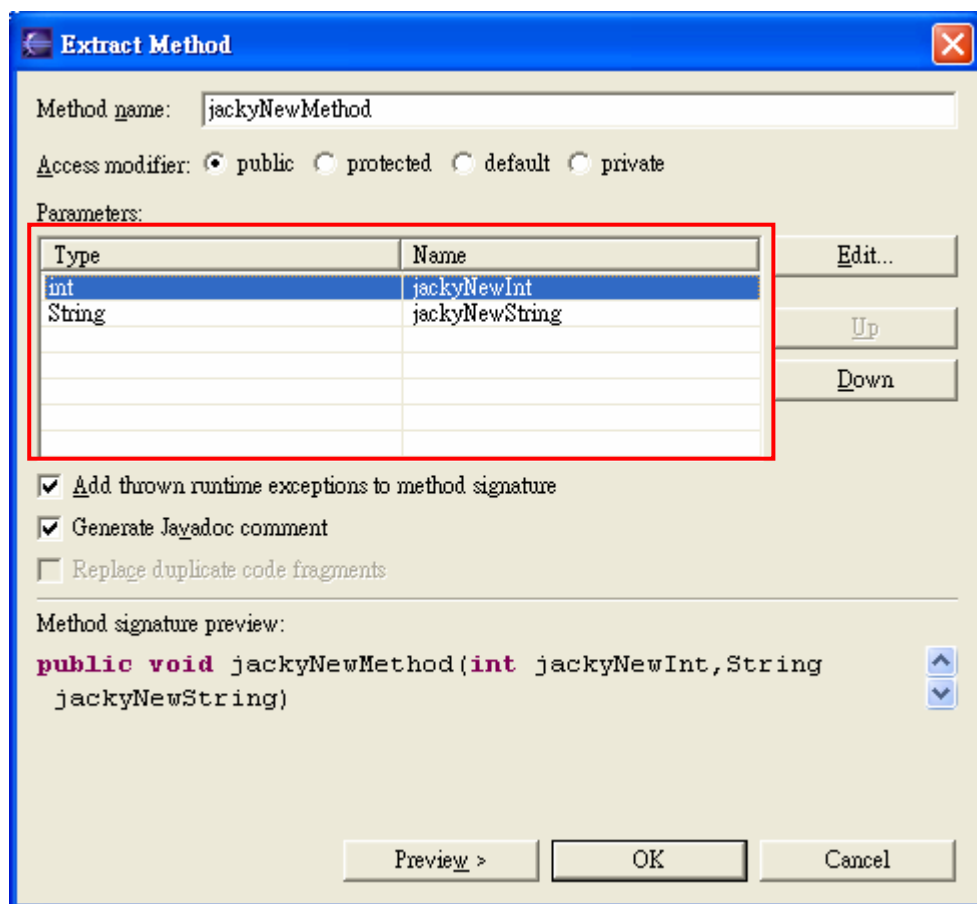 Extract Method
Method name: jackyNewMethod
Access modifier: public protected default private
Parameters:
Type Name Edit...
int jackyNewInt
String jackyNewString Up
Down
Add thrown runtime exceptions to method signature
Generate Javadoc comment
Replace duplicate code fragments
Method signature preview:
public void jackyNewMethod(int jackyNewInt,String
jackyNewString)
Preview > OK Cancel